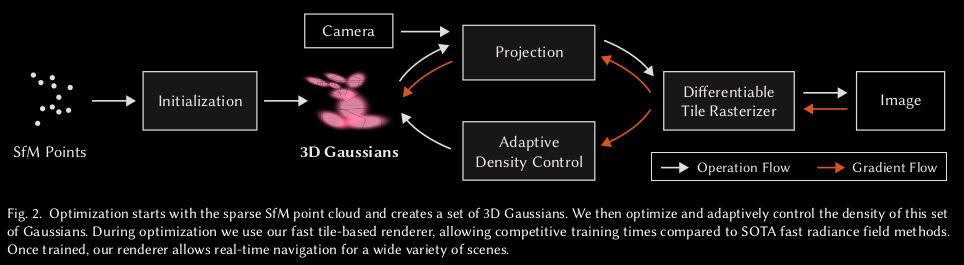 Camera
Projection
Initialization
Differentiable
Tile Rasterizer
Image
SfM Points
3D Gaussians
Adaptive
Density Control
Operation Flow
Gradient Flow
Fig. 2. Optimization starts with the sparse SfM point cloud and creates a set of 3D Gaussians. We then optimize and adaptively control the density of this set
of Gaussians. During optimization we use our fast tile-based renderer, allowing competitive training times compared to SOTA fast radiance field methods.
Once trained, our renderer allows real-time navigation for a wide variety of scenes.